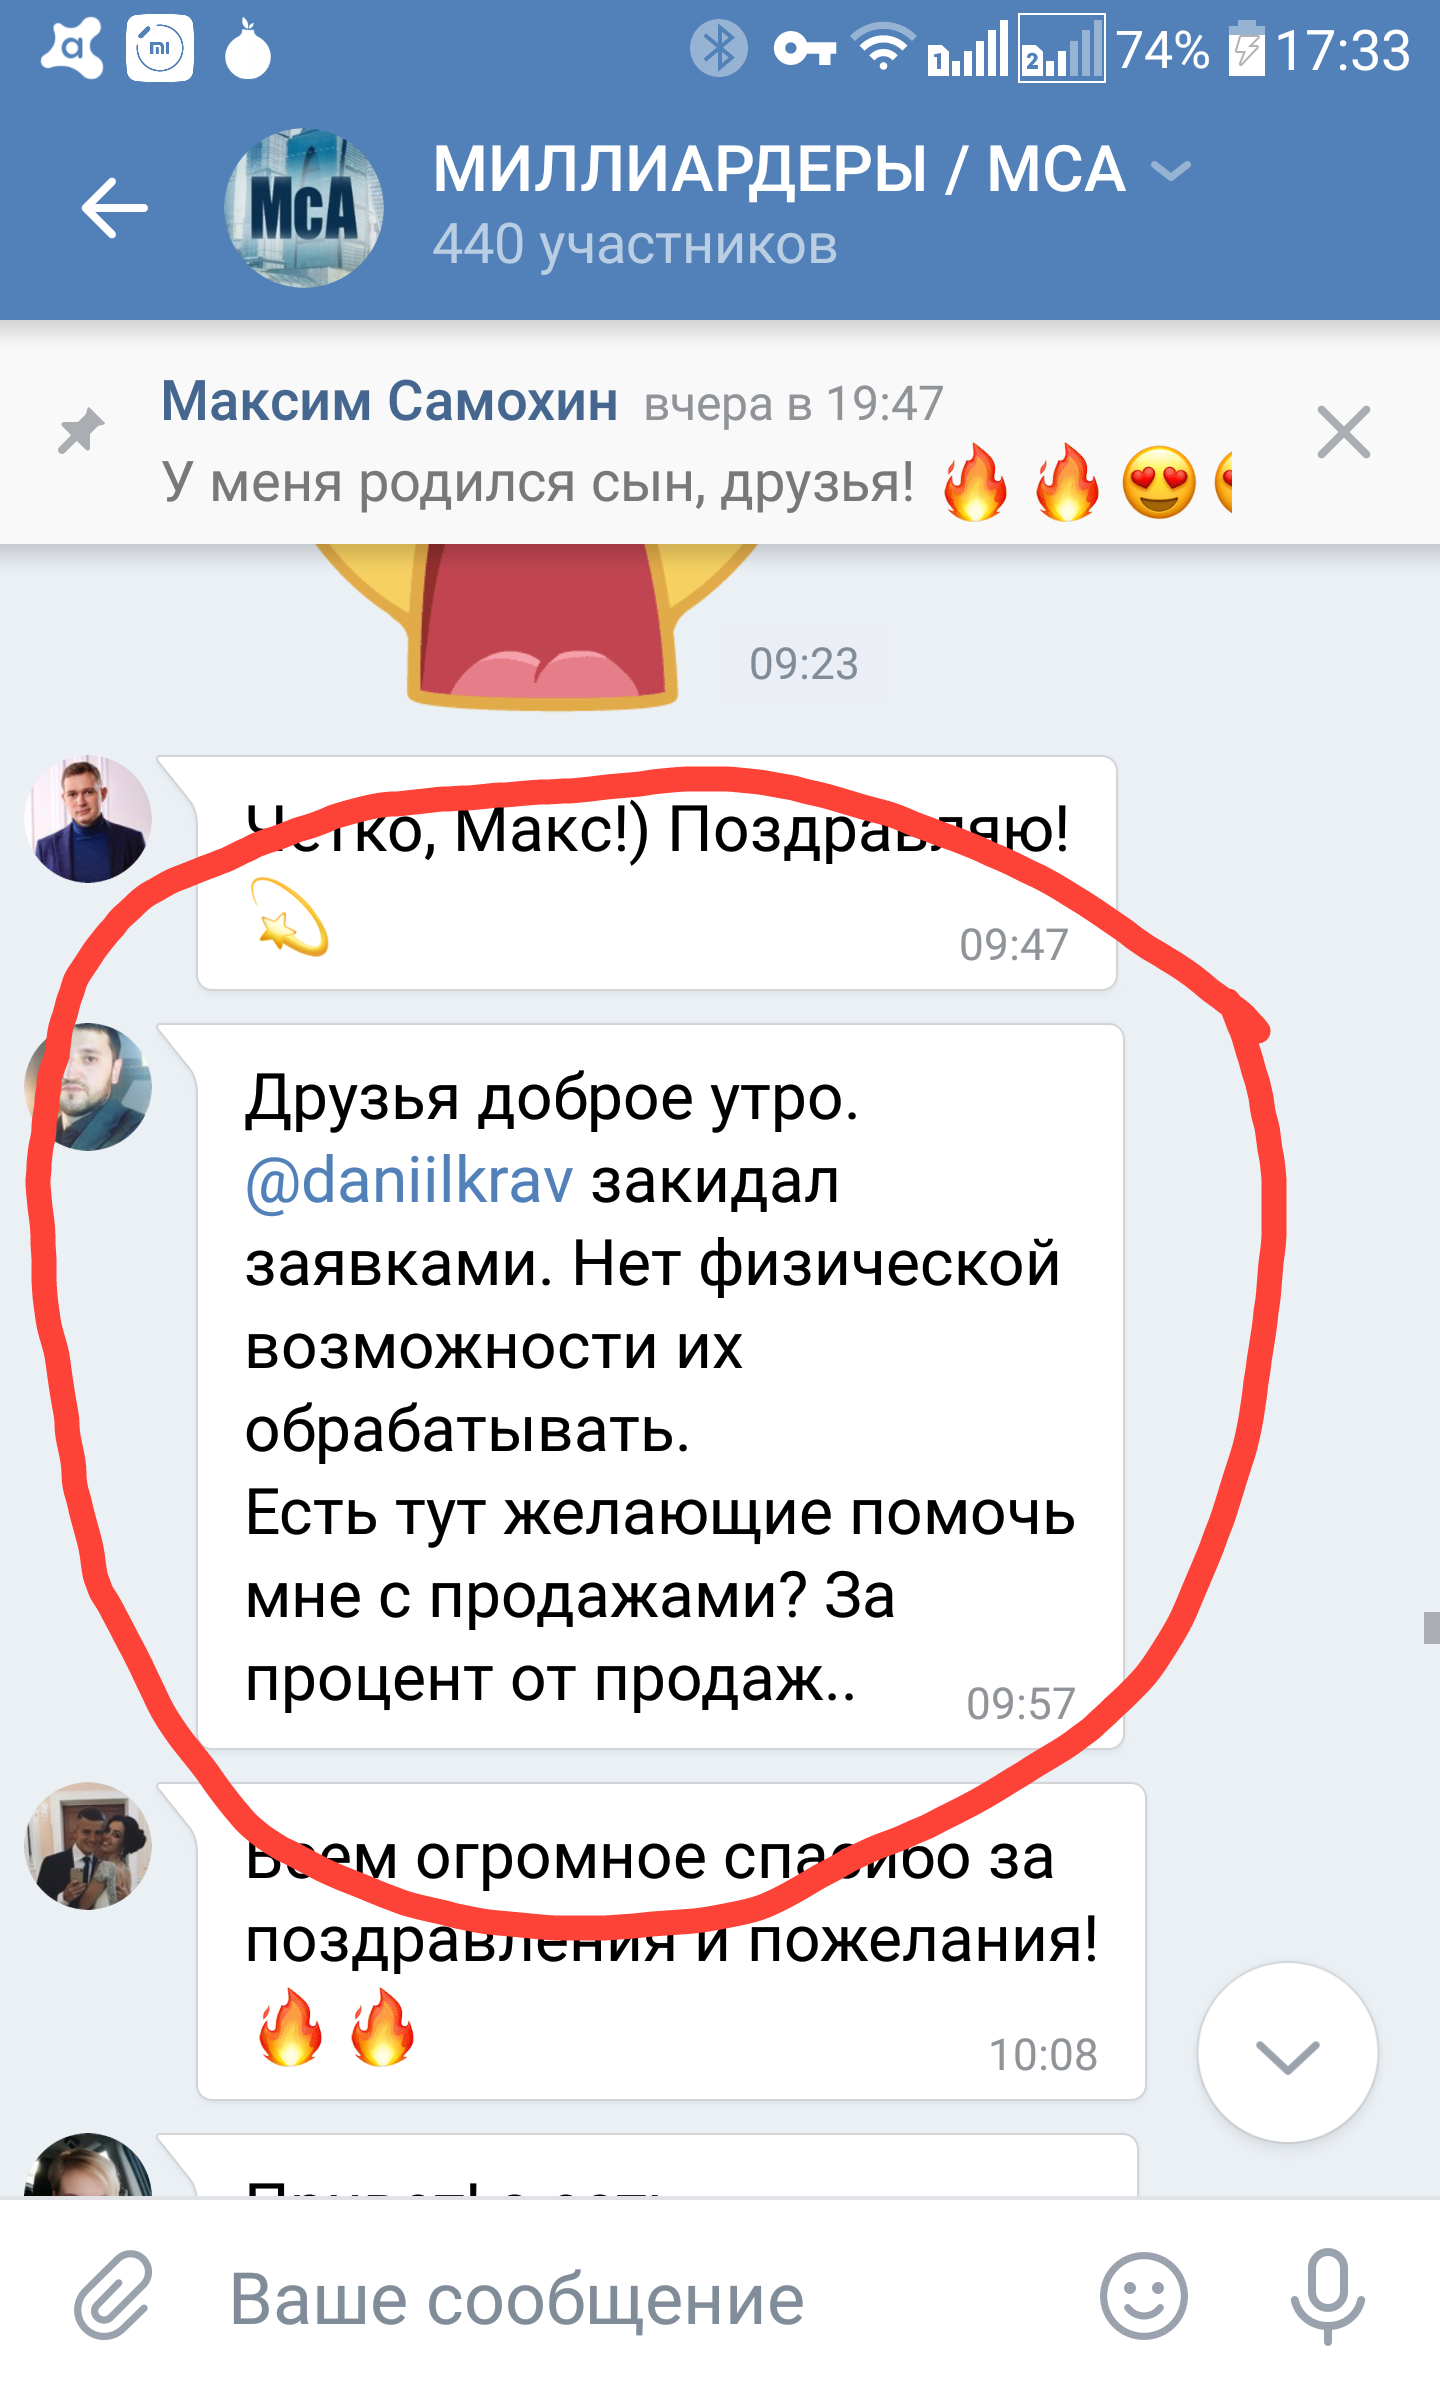 74% 17:33
МИЛЛИАРДЕРЫ / МСА
McA
440 участников
Максим Самохин вчера в 19:47
У меня родился сын, друзья! 🔥 🔥 😍
09:23
Четко, Макс!) Поздравляю!
💫
09:47
Друзья доброе утро.
@daniilkrav закидал
заявками. Нет физической
возможности их
обрабатывать.
Есть тут желающие помочь
мне с продажами? За
процент от продаж..
09:57
Всем огромное спасибо за
поздравления и пожелания!
🔥 🔥
10:08
Ваше сообщение